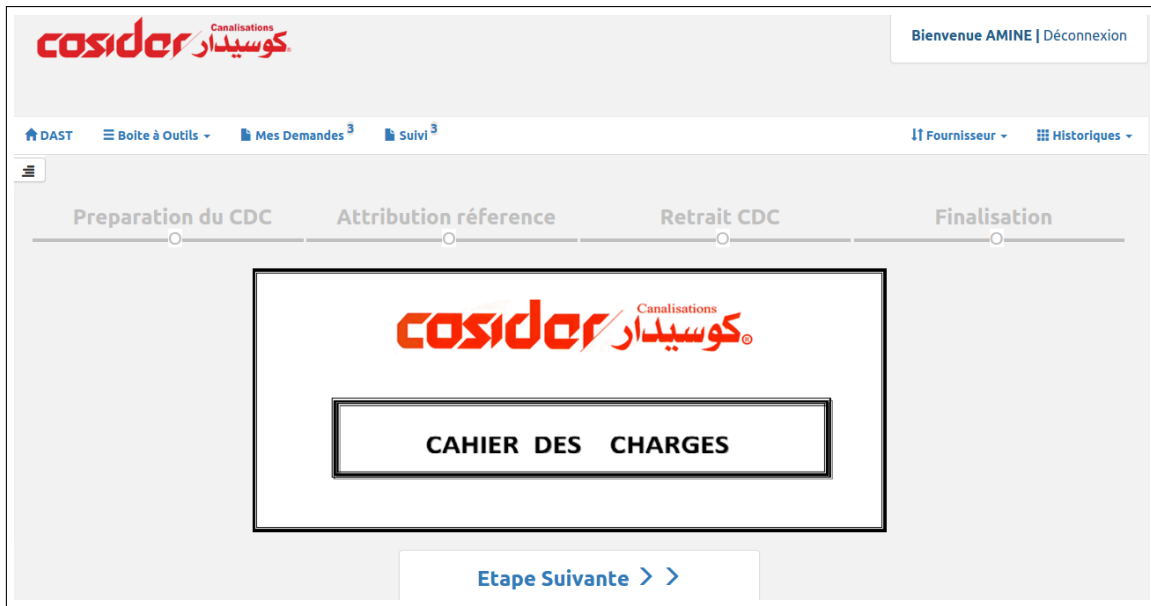 Canalisations
cosider كوسيدار
Bienvenue AMINE | Déconnexion
DAST Boite à Outils Mes Demandes 3 Suivi 3 Fournisseur Historiques
Preparation du CDC Attribution réference Retrait CDC Finalisation
Canalisations
cosider كوسيدار ®
CAHIER DES CHARGES
Etape Suivante